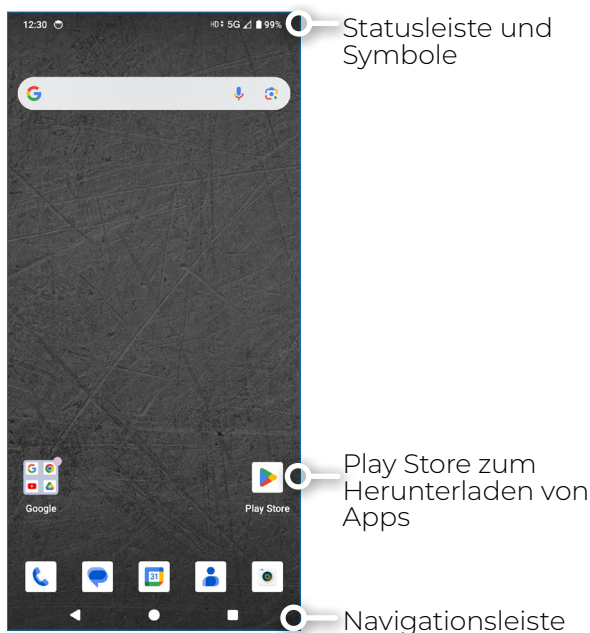 12:30 HD 5G 99%
Statusleiste und
Symbole
G
G
31
Google
Play Store
Play Store zum
Herunterladen von
Apps
Navigationsleiste